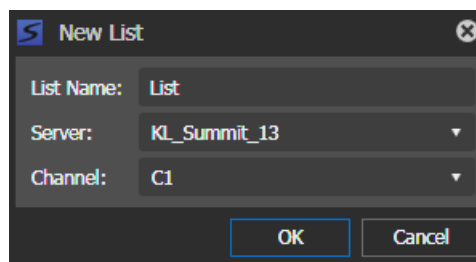 New List
List Name: List
Server: KL_Summit_13
Channel: C1
OK Cancel